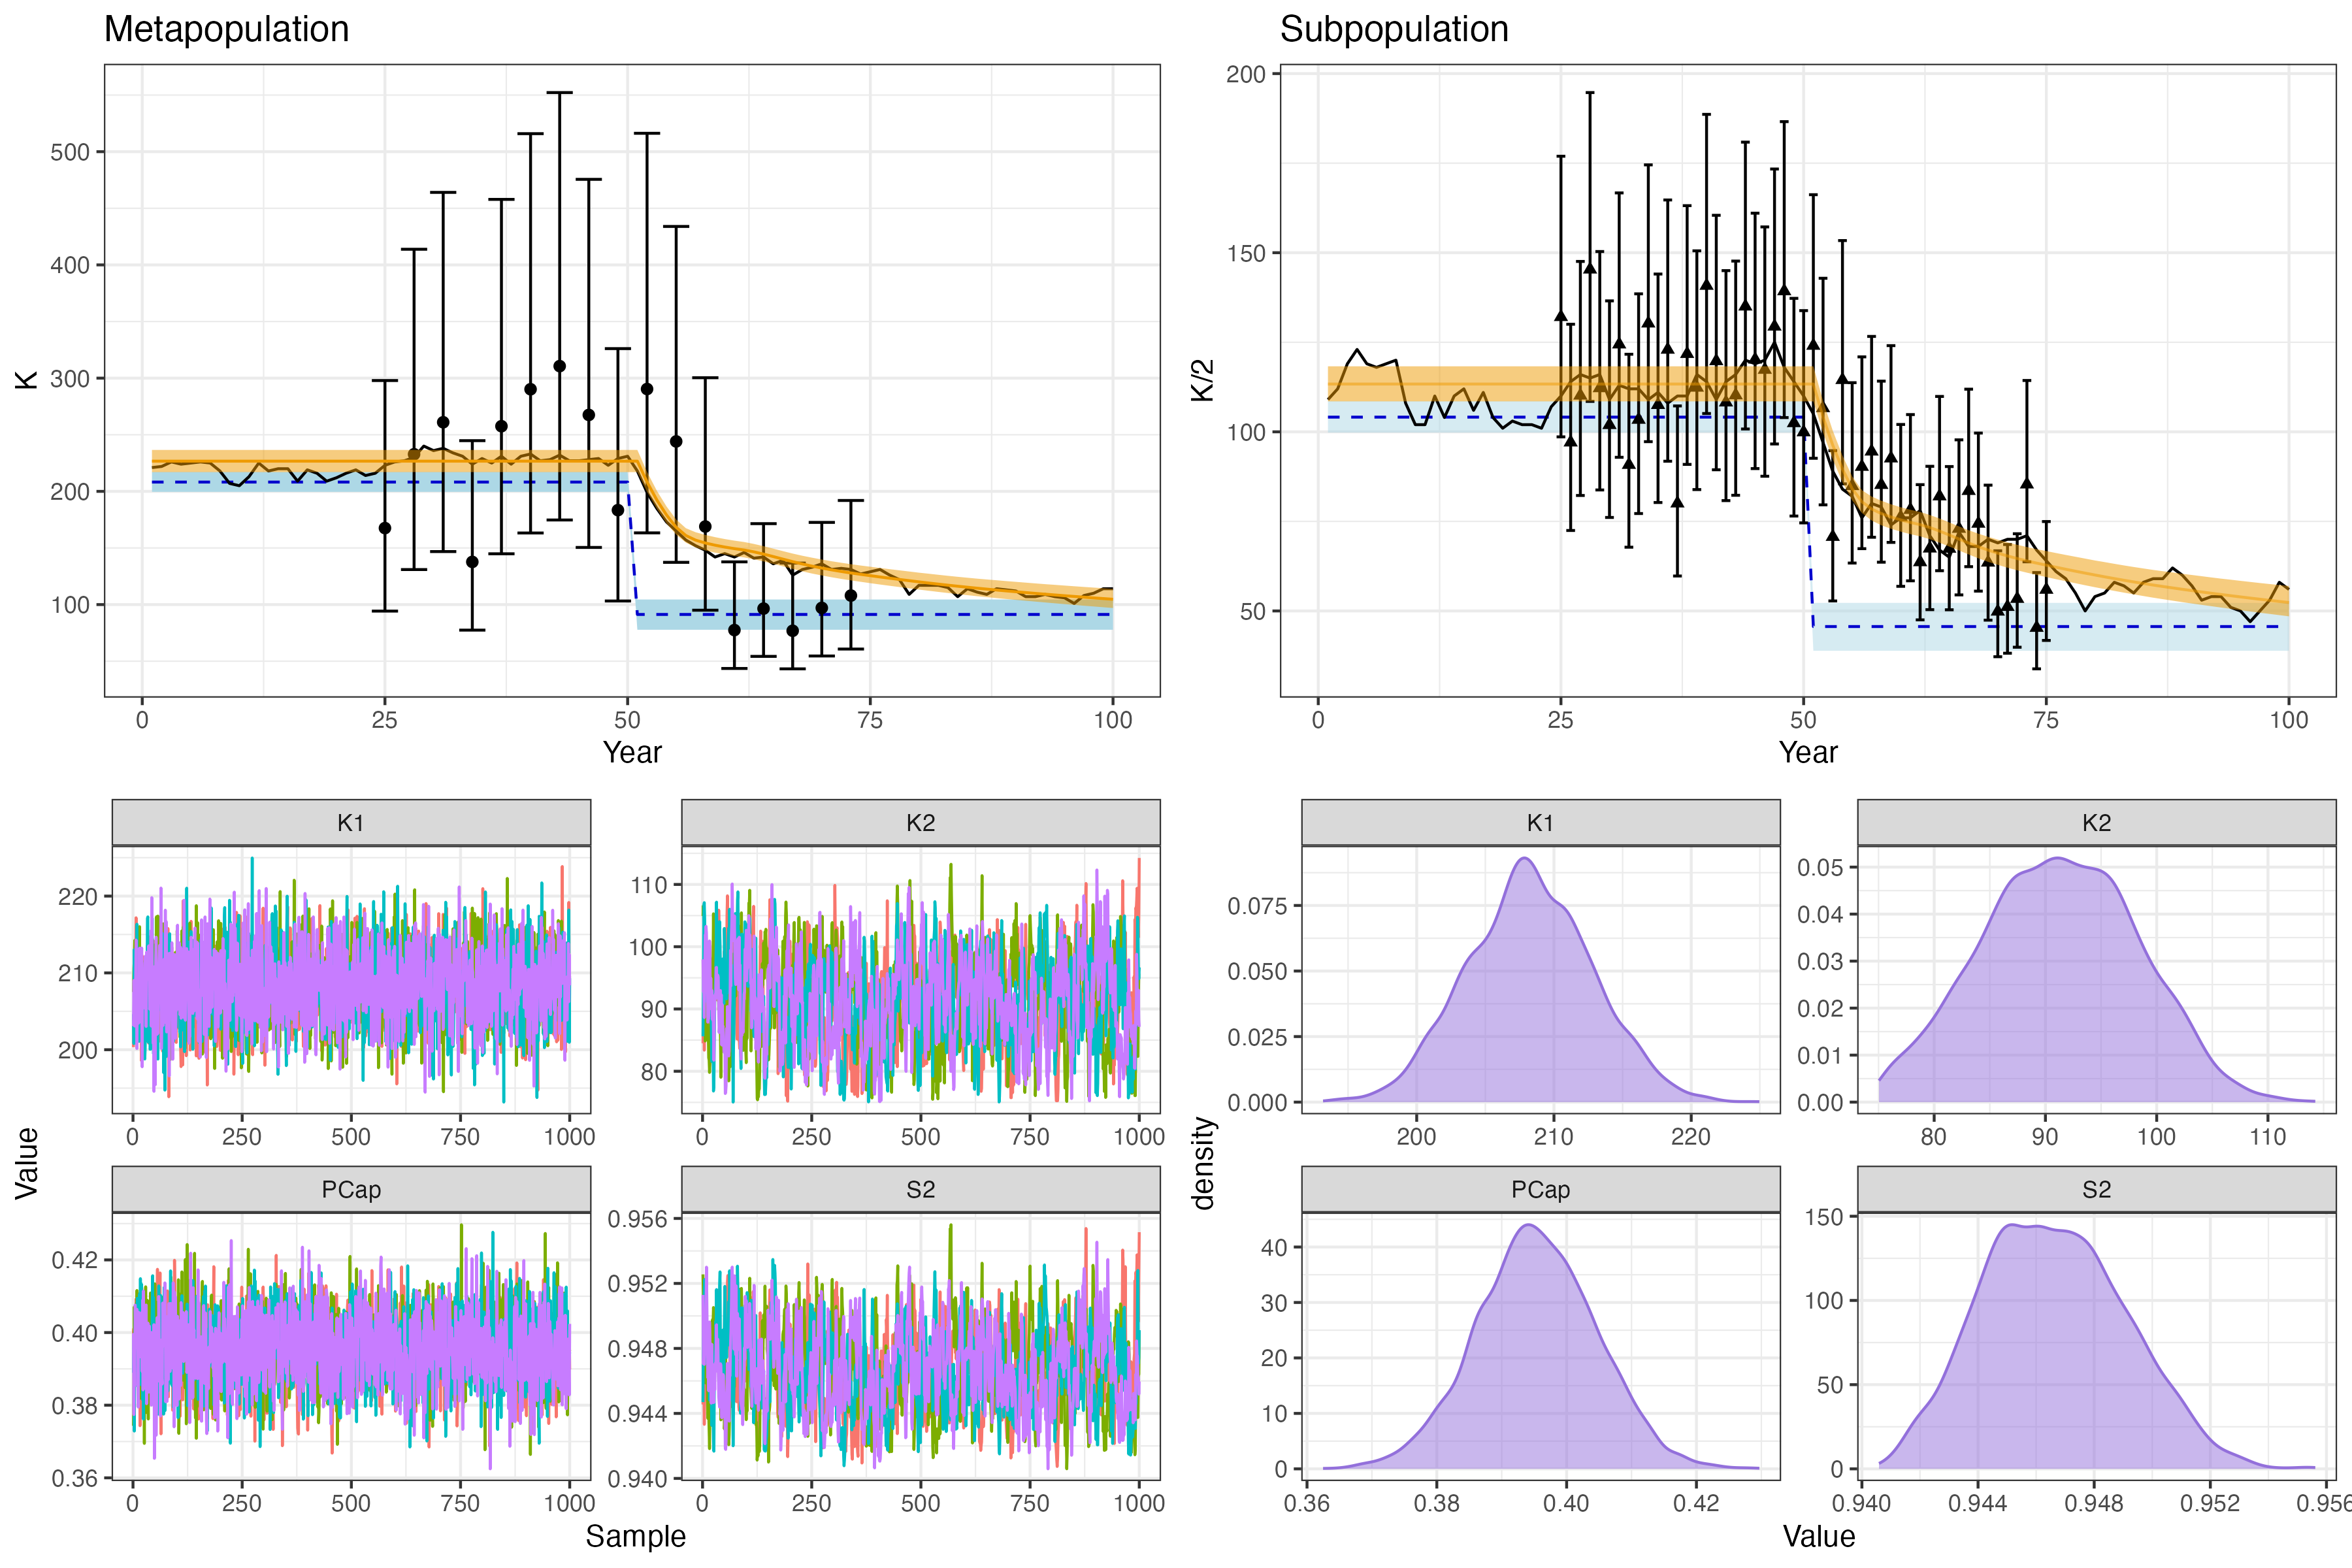 Metapopulation
Subpopulation
K
500
400
300
200
100
0 25 50 75 100
Year
K/2
200
150
100
50
0 25 50 75 100
Year
Value
K1
220
210
200
0 250 500 750 1000
K2
110
100
90
80
0 250 500 750 1000
PCap
0.42
0.40
0.38
0.36
0 250 500 750 1000
S2
0.956
0.952
0.948
0.944
0.940
0 250 500 750 1000
Sample
density
K1
0.075
0.050
0.025
0.000
200 210 220
K2
0.05
0.04
0.03
0.02
0.01
0.00
80 90 100 110
PCap
40
30
20
10
0
0.36 0.38 0.40 0.42
S2
150
100
50
0
0.940 0.944 0.948 0.952 0.956
Value